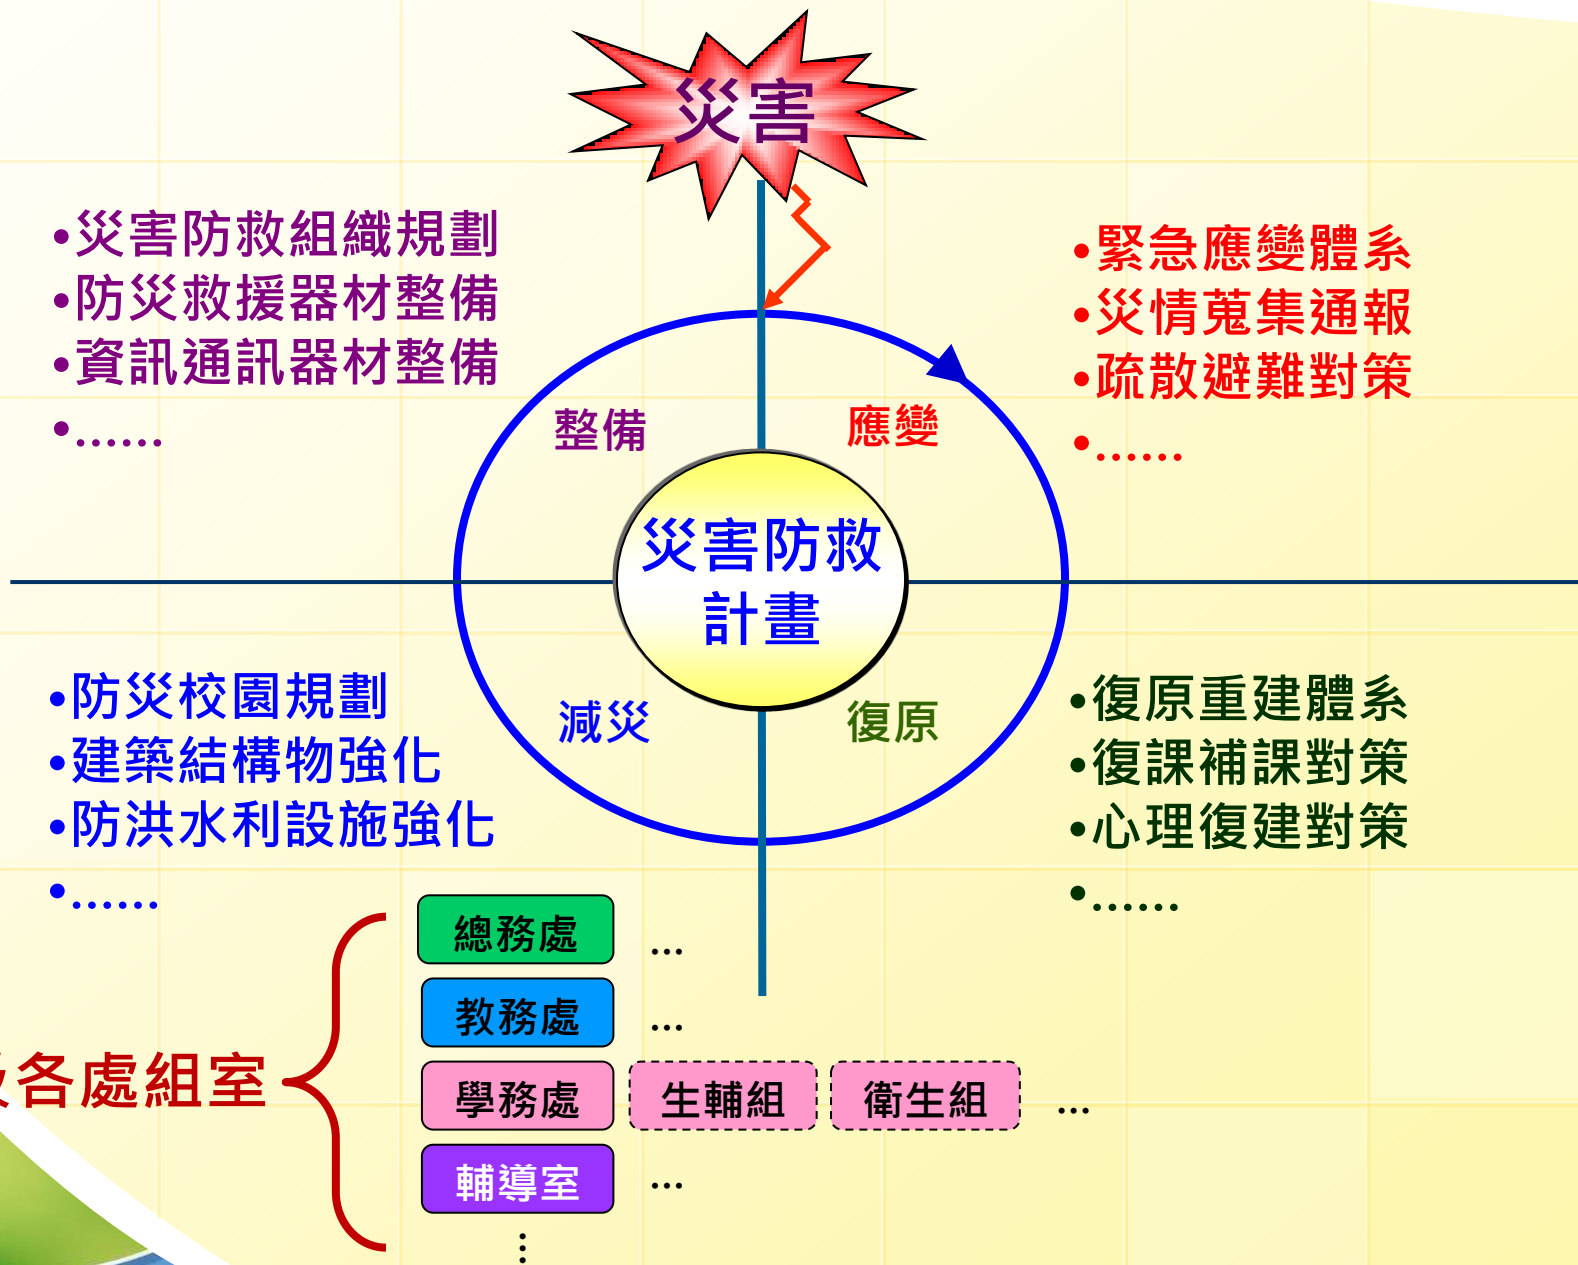 災害
•災害防救組織規劃
•防災救援器材整備
•資訊通訊器材整備
•......
•緊急應變體系
•災情蒐集通報
•疏散避難對策
•......
整備
應變
災害防救
計畫
減災
復原
•防災校園規劃
•建築結構物強化
•防洪水利設施強化
•......
•復原重建體系
•復課補課對策
•心理復建對策
•......
各處組室
總務處 ...
教務處 ...
學務處 生輔組 衛生組 ...
輔導室 ...
...